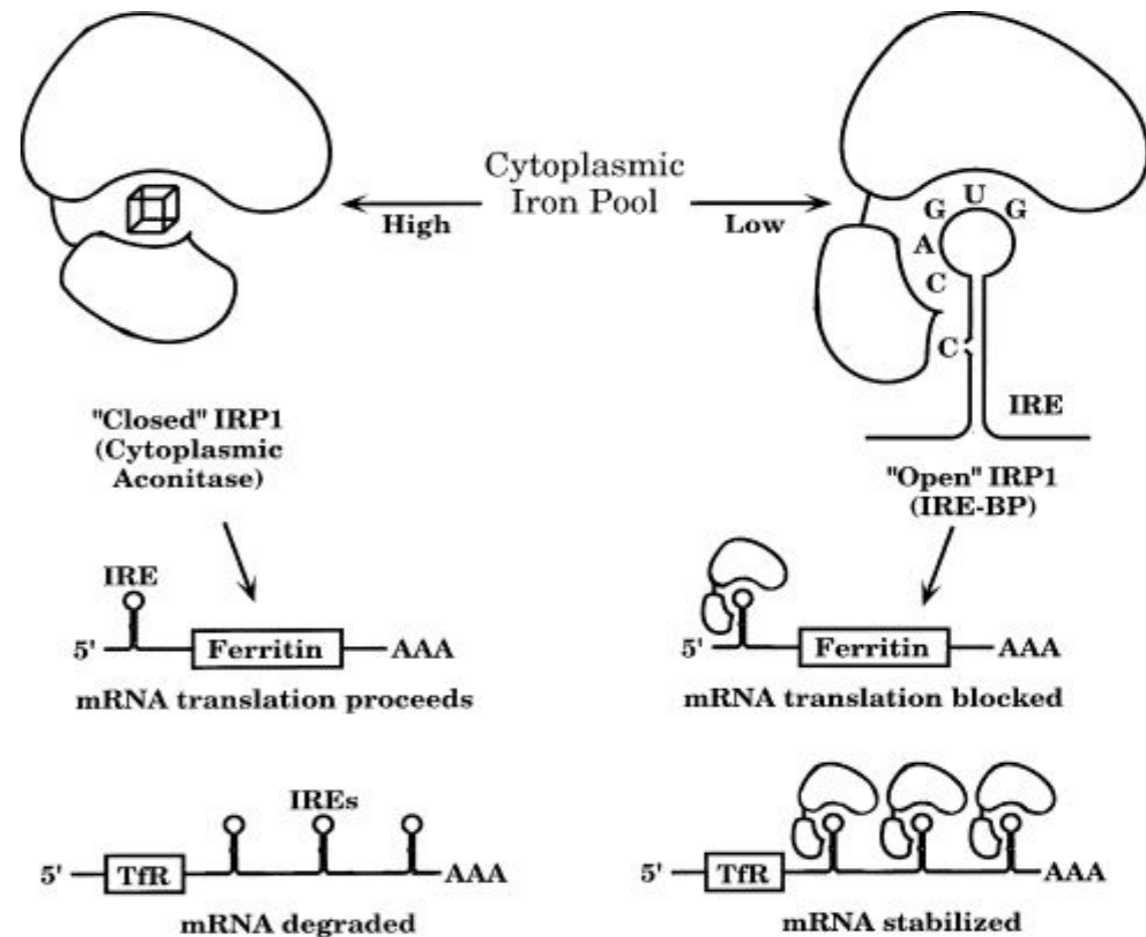 Cytoplasmic
Iron Pool
High
Low
G U G
A
C
C
IRE
"Closed" IRP1
(Cytoplasmic
Aconitase)
"Open" IRP1
(IRE-BP)
IRE
5' Ferritin AAA
mRNA translation proceeds
5' Ferritin AAA
mRNA translation blocked
IREs
5' TfR AAA
mRNA degraded
5' TfR AAA
mRNA stabilized